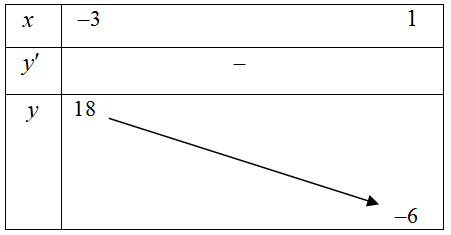 x –3 1
y′ –
y 18
–6